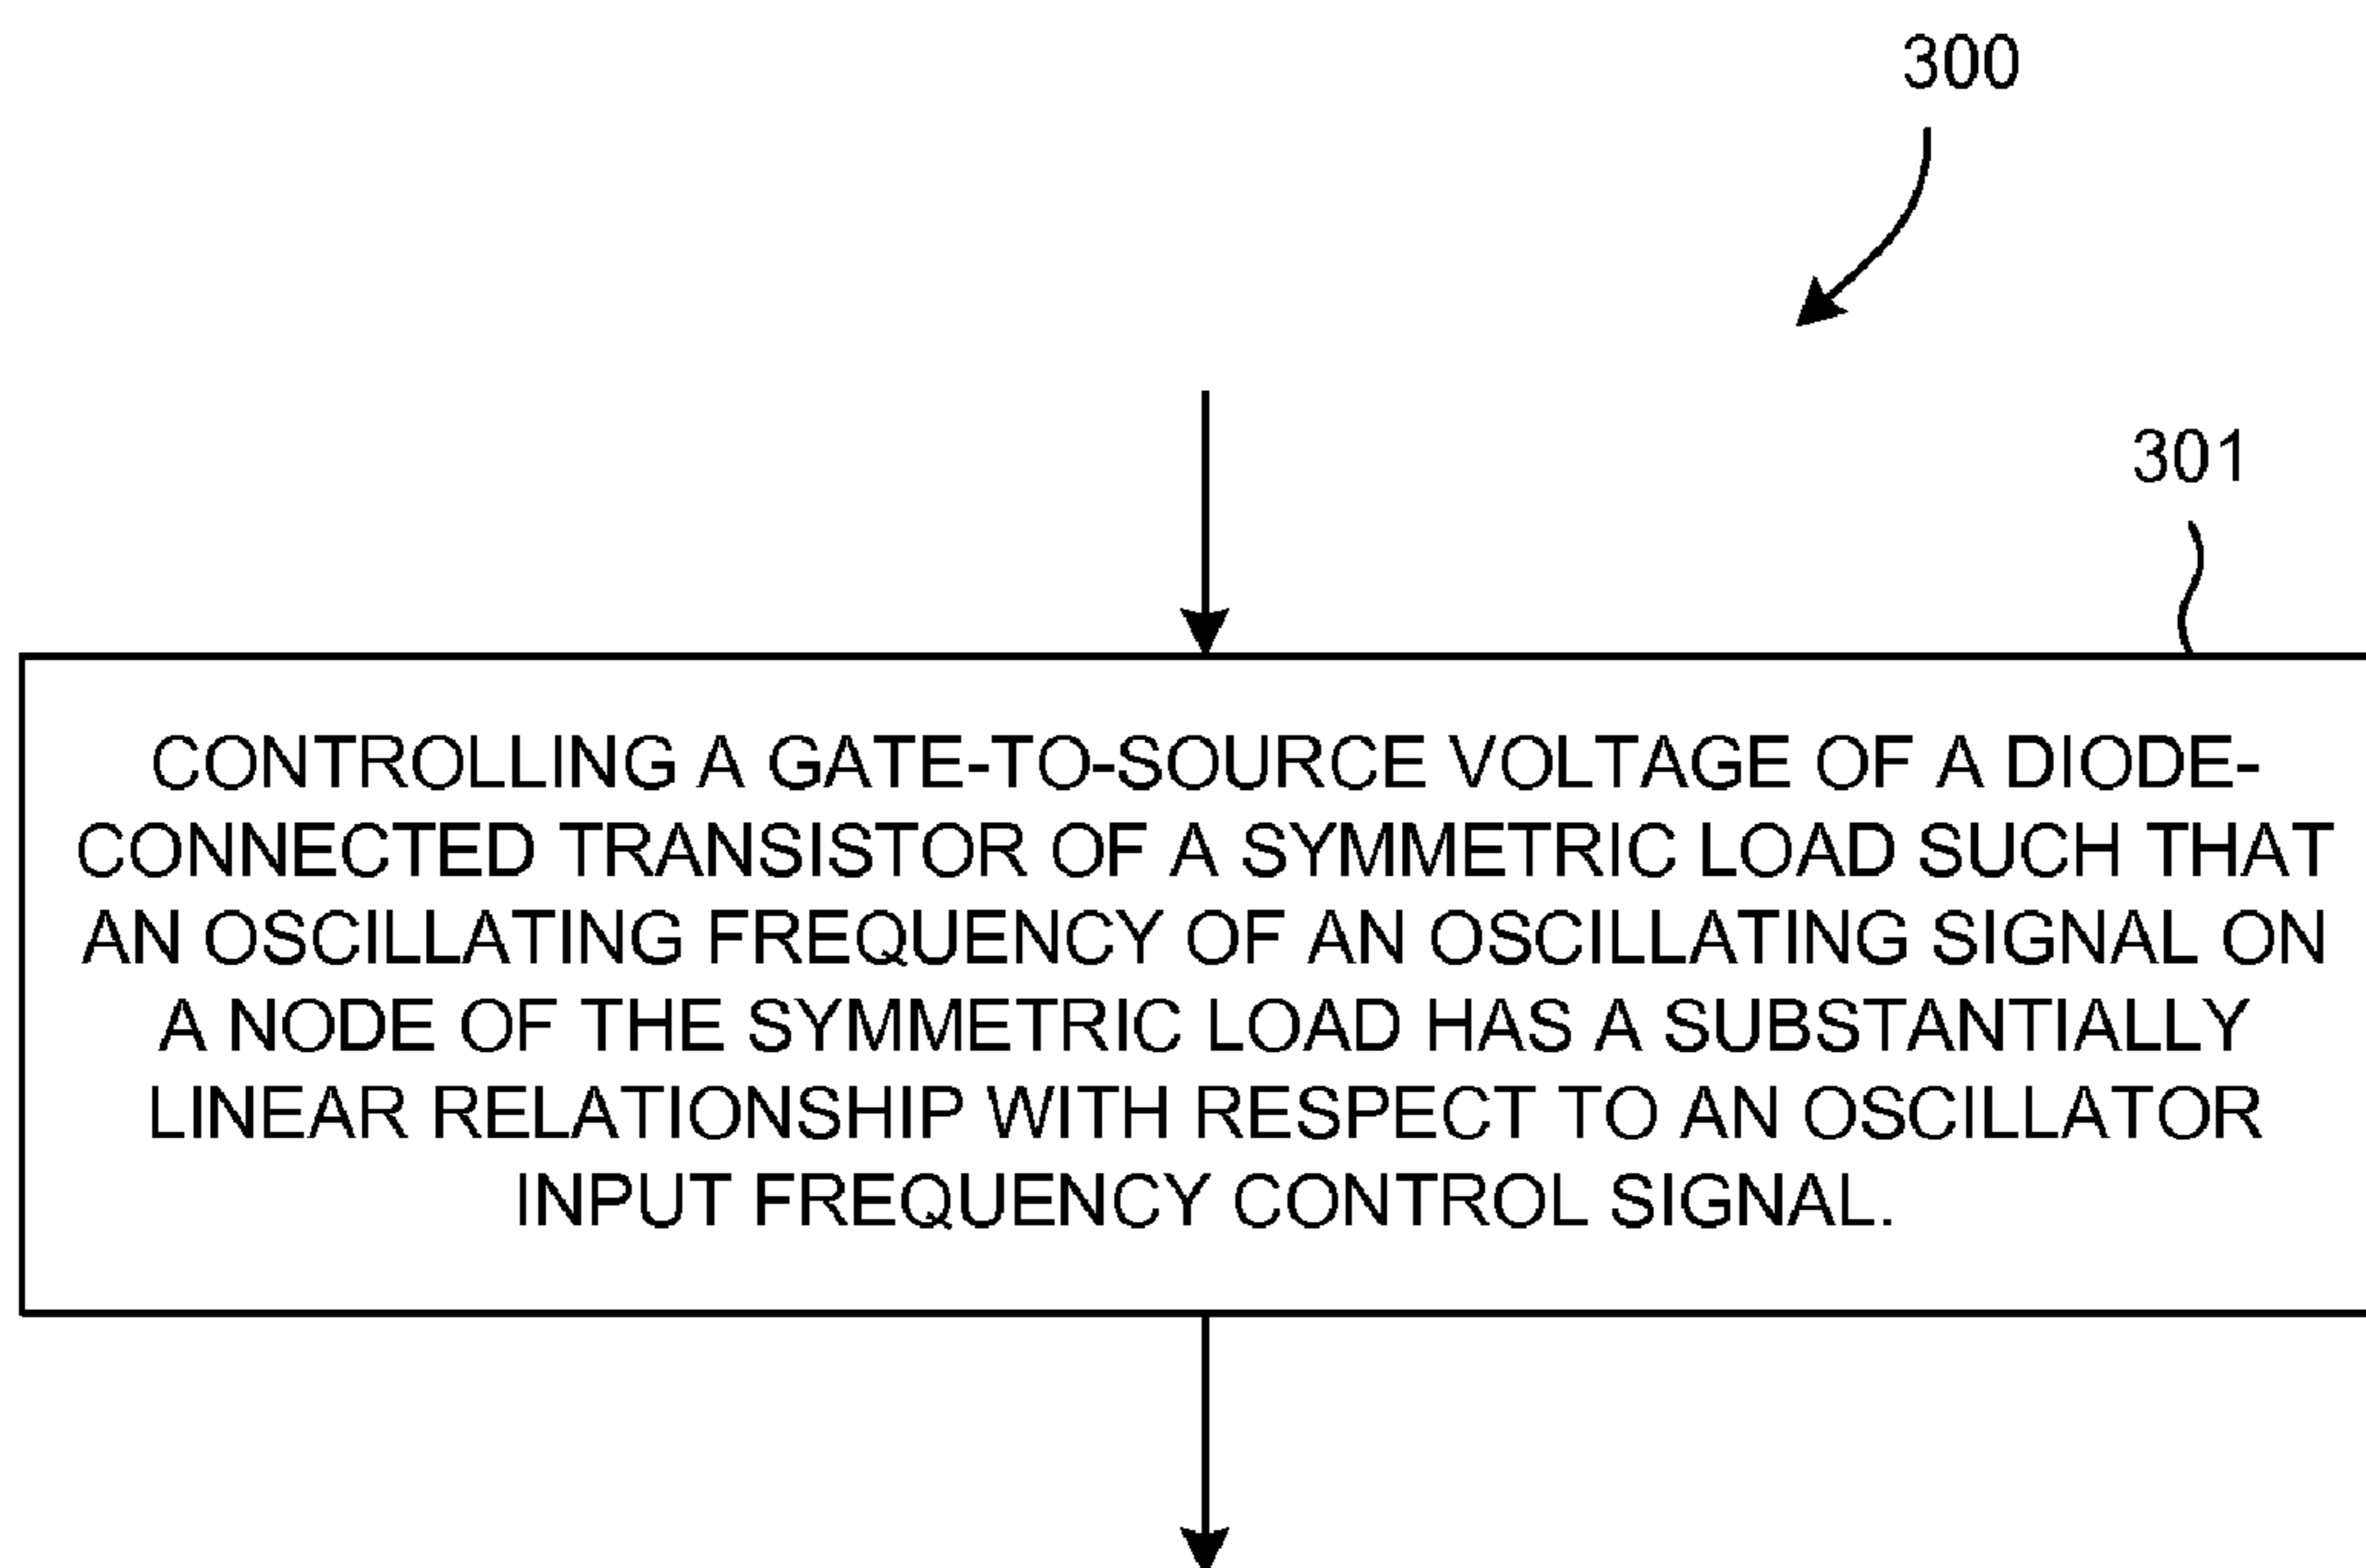 300
301
CONTROLLING A GATE-TO-SOURCE VOLTAGE OF A DIODE-
CONNECTED TRANSISTOR OF A SYMMETRIC LOAD SUCH THAT
AN OSCILLATING FREQUENCY OF AN OSCILLATING SIGNAL ON
A NODE OF THE SYMMETRIC LOAD HAS A SUBSTANTIALLY
LINEAR RELATIONSHIP WITH RESPECT TO AN OSCILLATOR
INPUT FREQUENCY CONTROL SIGNAL.